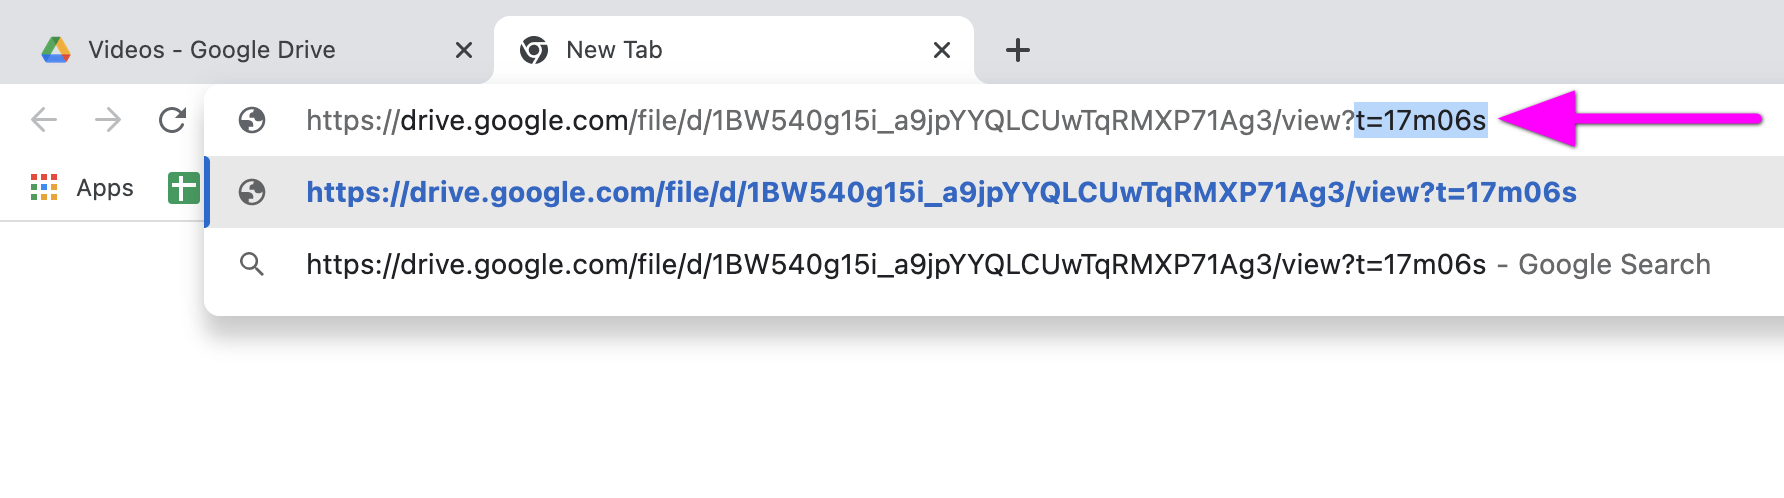 Videos - Google Drive
New Tab
https://drive.google.com/file/d/1BW540g15i_a9jpYYQLCUwTqRMXP71Ag3/view?t=17m06s
Apps
https://drive.google.com/file/d/1BW540g15i_a9jpYYQLCUwTqRMXP71Ag3/view?t=17m06s
https://drive.google.com/file/d/1BW540g15i_a9jpYYQLCUwTqRMXP71Ag3/view?t=17m06s - Google Search